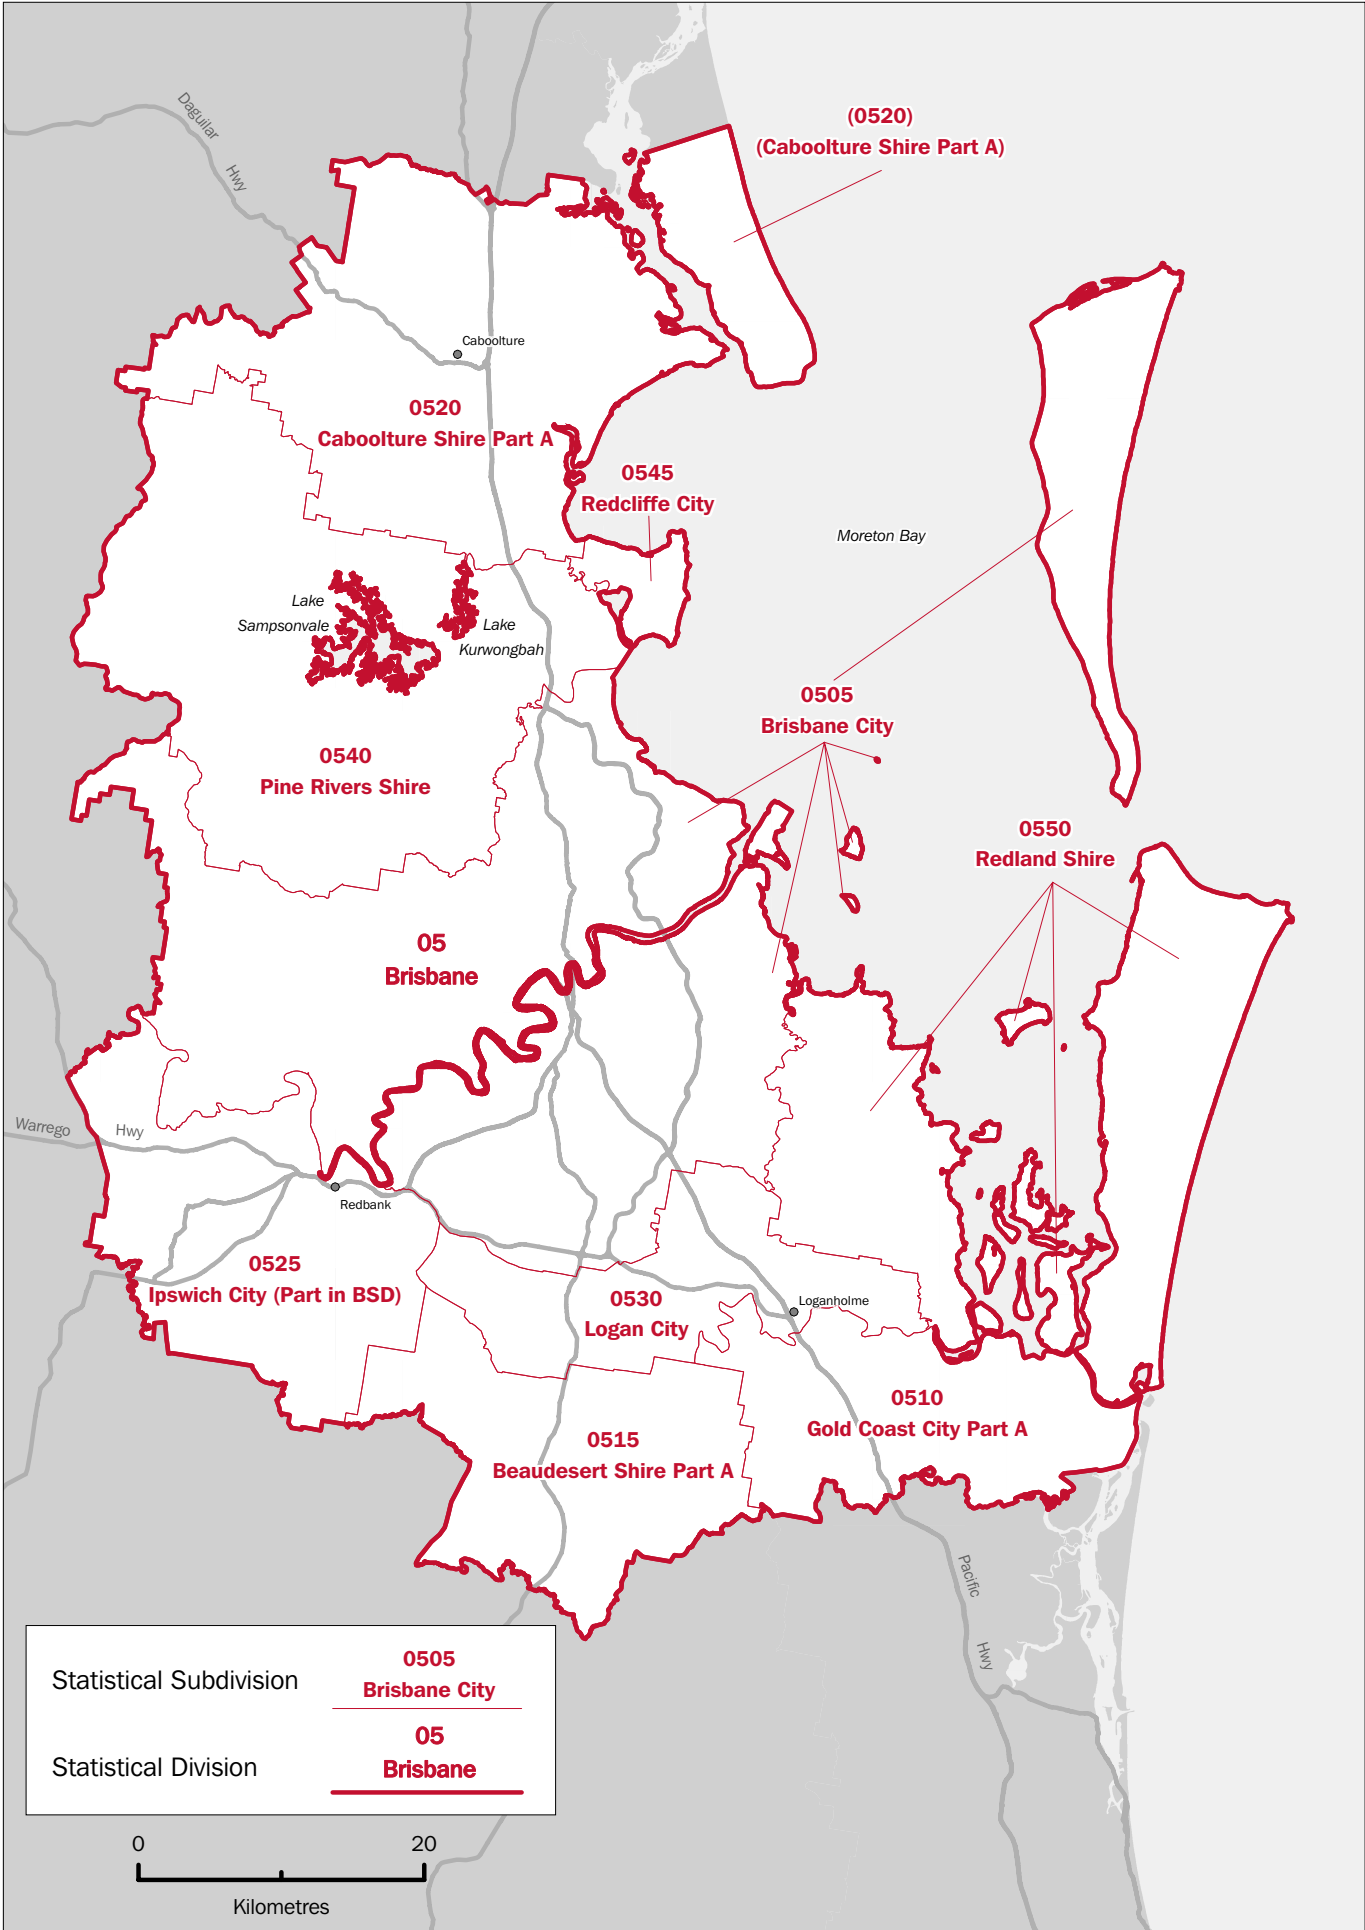 Daguilar
Hwy
(0520)
(Caboolture Shire Part A)
Caboolture
0520
Caboolture Shire Part A
0545
Redcliffe City
Moreton Bay
Lake
Sampsonvale
Lake
Kurwongbah
0505
Brisbane City
0540
Pine Rivers Shire
0550
Redland Shire
05
Brisbane
Warrego
Hwy
Redbank
0525
Ipswich City (Part in BSD)
0530
Logan City
Loganholme
0510
Gold Coast City Part A
0515
Beaudesert Shire Part A
Pacific
Hwy
Statistical Subdivision
0505
Brisbane City
Statistical Division
05
Brisbane
0 20
Kilometres